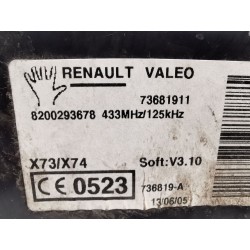 RENAULT VALEO
73681911
8200293678 433MHz/125kHz
X73/X74 Soft:V3.10
CE 0523 736819-A
13/06/05